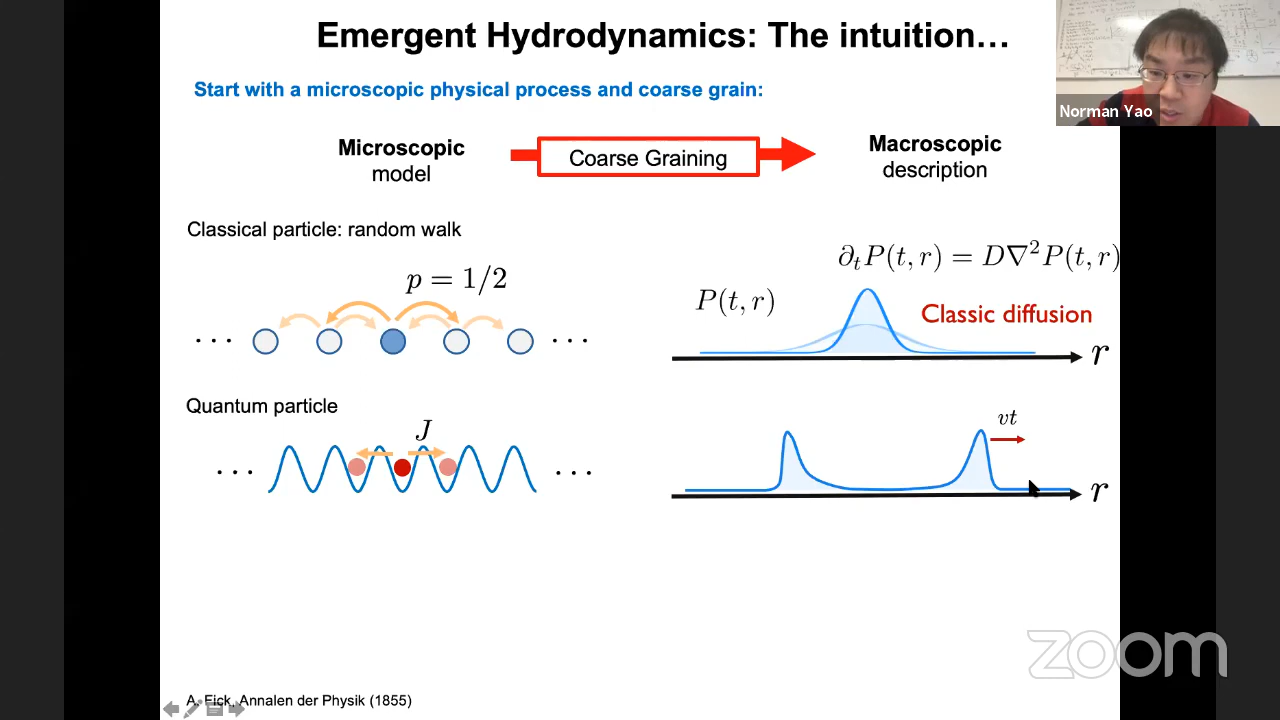 Emergent Hydrodynamics: The intuition…
Norman Yao
Start with a microscopic physical process and coarse grain:
Microscopic
model
Coarse Graining
Macroscopic
description
Classical particle: random walk
p = 1/2
∂ₜP(t, r) = D∇²P(t, r)
P(t, r)
Classic diffusion
··· ···
r
Quantum particle
J
vt
··· ···
r
zoom
A. Fick, Annalen der Physik (1855)